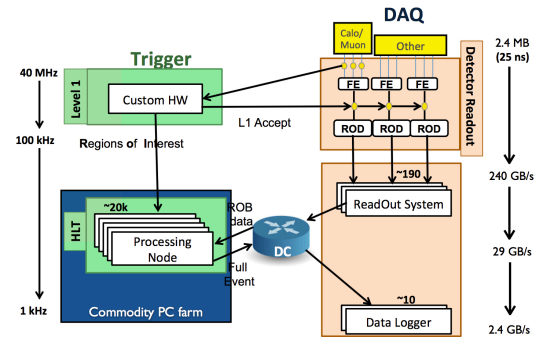 DAQ
Trigger
Calo/
Muon
Other
2.4 MB
(25 ns)
40 MHz
Level 1
Custom HW
FE
FE
FE
Detector Readout
L1 Accept
ROD
ROD
ROD
100 kHz
Regions of Interest
~190
240 GB/s
ReadOut System
~20k
ROB
data
HLT
Processing
Node
DC
29 GB/s
Full
Event
~10
1 kHz
Commodity PC farm
Data Logger
2.4 GB/s